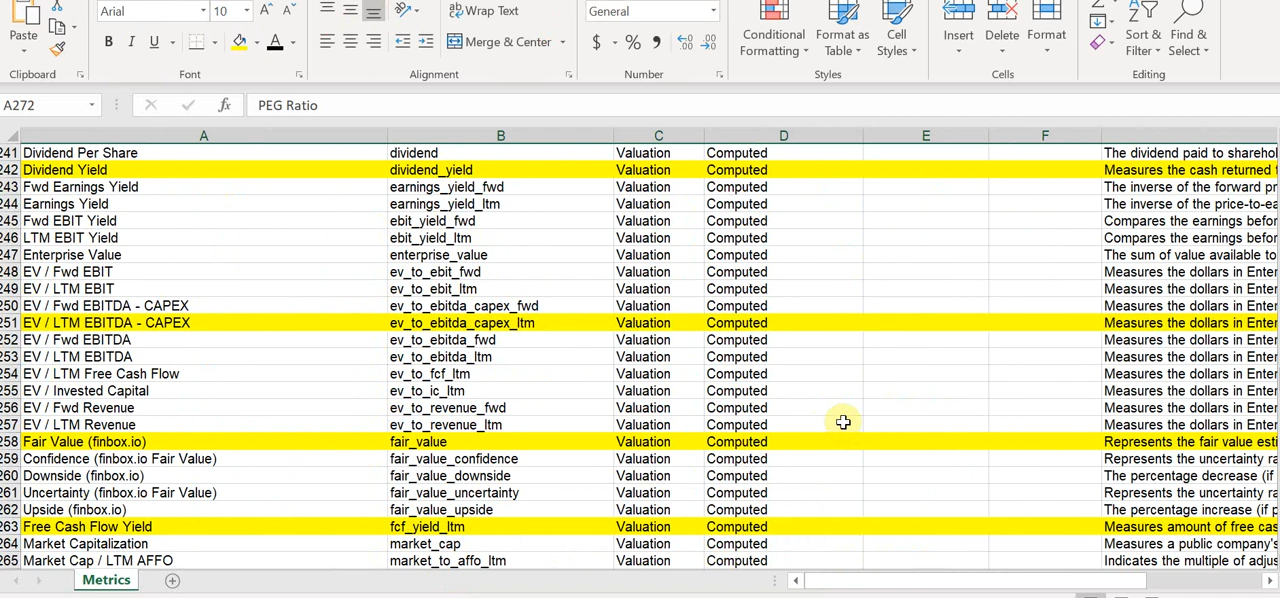 Arial 10 Wrap Text General
Paste B I U Merge & Center $ % Conditional Formatting Format as Table Cell Styles Insert Delete Format Sort & Filter Find & Select
Clipboard Font Alignment Number Styles Cells Editing
A272 fx PEG Ratio
A B C D E F
241 Dividend Per Share dividend Valuation Computed The dividend paid to sharehol
242 Dividend Yield dividend_yield Valuation Computed Measures the cash returned t
243 Fwd Earnings Yield earnings_yield_fwd Valuation Computed The inverse of the forward pr
244 Earnings Yield earnings_yield_ltm Valuation Computed The inverse of the price-to-ea
245 Fwd EBIT Yield ebit_yield_fwd Valuation Computed Compares the earnings befor
246 LTM EBIT Yield ebit_yield_ltm Valuation Computed Compares the earnings befor
247 Enterprise Value enterprise_value Valuation Computed The sum of value available to
248 EV / Fwd EBIT ev_to_ebit_fwd Valuation Computed Measures the dollars in Enter
249 EV / LTM EBIT ev_to_ebit_ltm Valuation Computed Measures the dollars in Enter
250 EV / Fwd EBITDA - CAPEX ev_to_ebitda_capex_fwd Valuation Computed Measures the dollars in Enter
251 EV / LTM EBITDA - CAPEX ev_to_ebitda_capex_ltm Valuation Computed Measures the dollars in Enter
252 EV / Fwd EBITDA ev_to_ebitda_fwd Valuation Computed Measures the dollars in Enter
253 EV / LTM EBITDA ev_to_ebitda_ltm Valuation Computed Measures the dollars in Enter
254 EV / LTM Free Cash Flow ev_to_fcf_ltm Valuation Computed Measures the dollars in Enter
255 EV / Invested Capital ev_to_ic_ltm Valuation Computed Measures the dollars in Enter
256 EV / Fwd Revenue ev_to_revenue_fwd Valuation Computed Measures the dollars in Enter
257 EV / LTM Revenue ev_to_revenue_ltm Valuation Computed Measures the dollars in Enter
258 Fair Value (finbox.io) fair_value Valuation Computed Represents the fair value esti
259 Confidence (finbox.io Fair Value) fair_value_confidence Valuation Computed Represents the uncertainty ra
260 Downside (finbox.io) fair_value_downside Valuation Computed The percentage decrease (if
261 Uncertainty (finbox.io Fair Value) fair_value_uncertainty Valuation Computed Represents the uncertainty ra
262 Upside (finbox.io) fair_value_upside Valuation Computed The percentage increase (if p
263 Free Cash Flow Yield fcf_yield_ltm Valuation Computed Measures amount of free cas
264 Market Capitalization market_cap Valuation Computed Measures a public company's
265 Market Cap / LTM AFFO market_to_affo_ltm Valuation Computed Indicates the multiple of adjus
Metrics